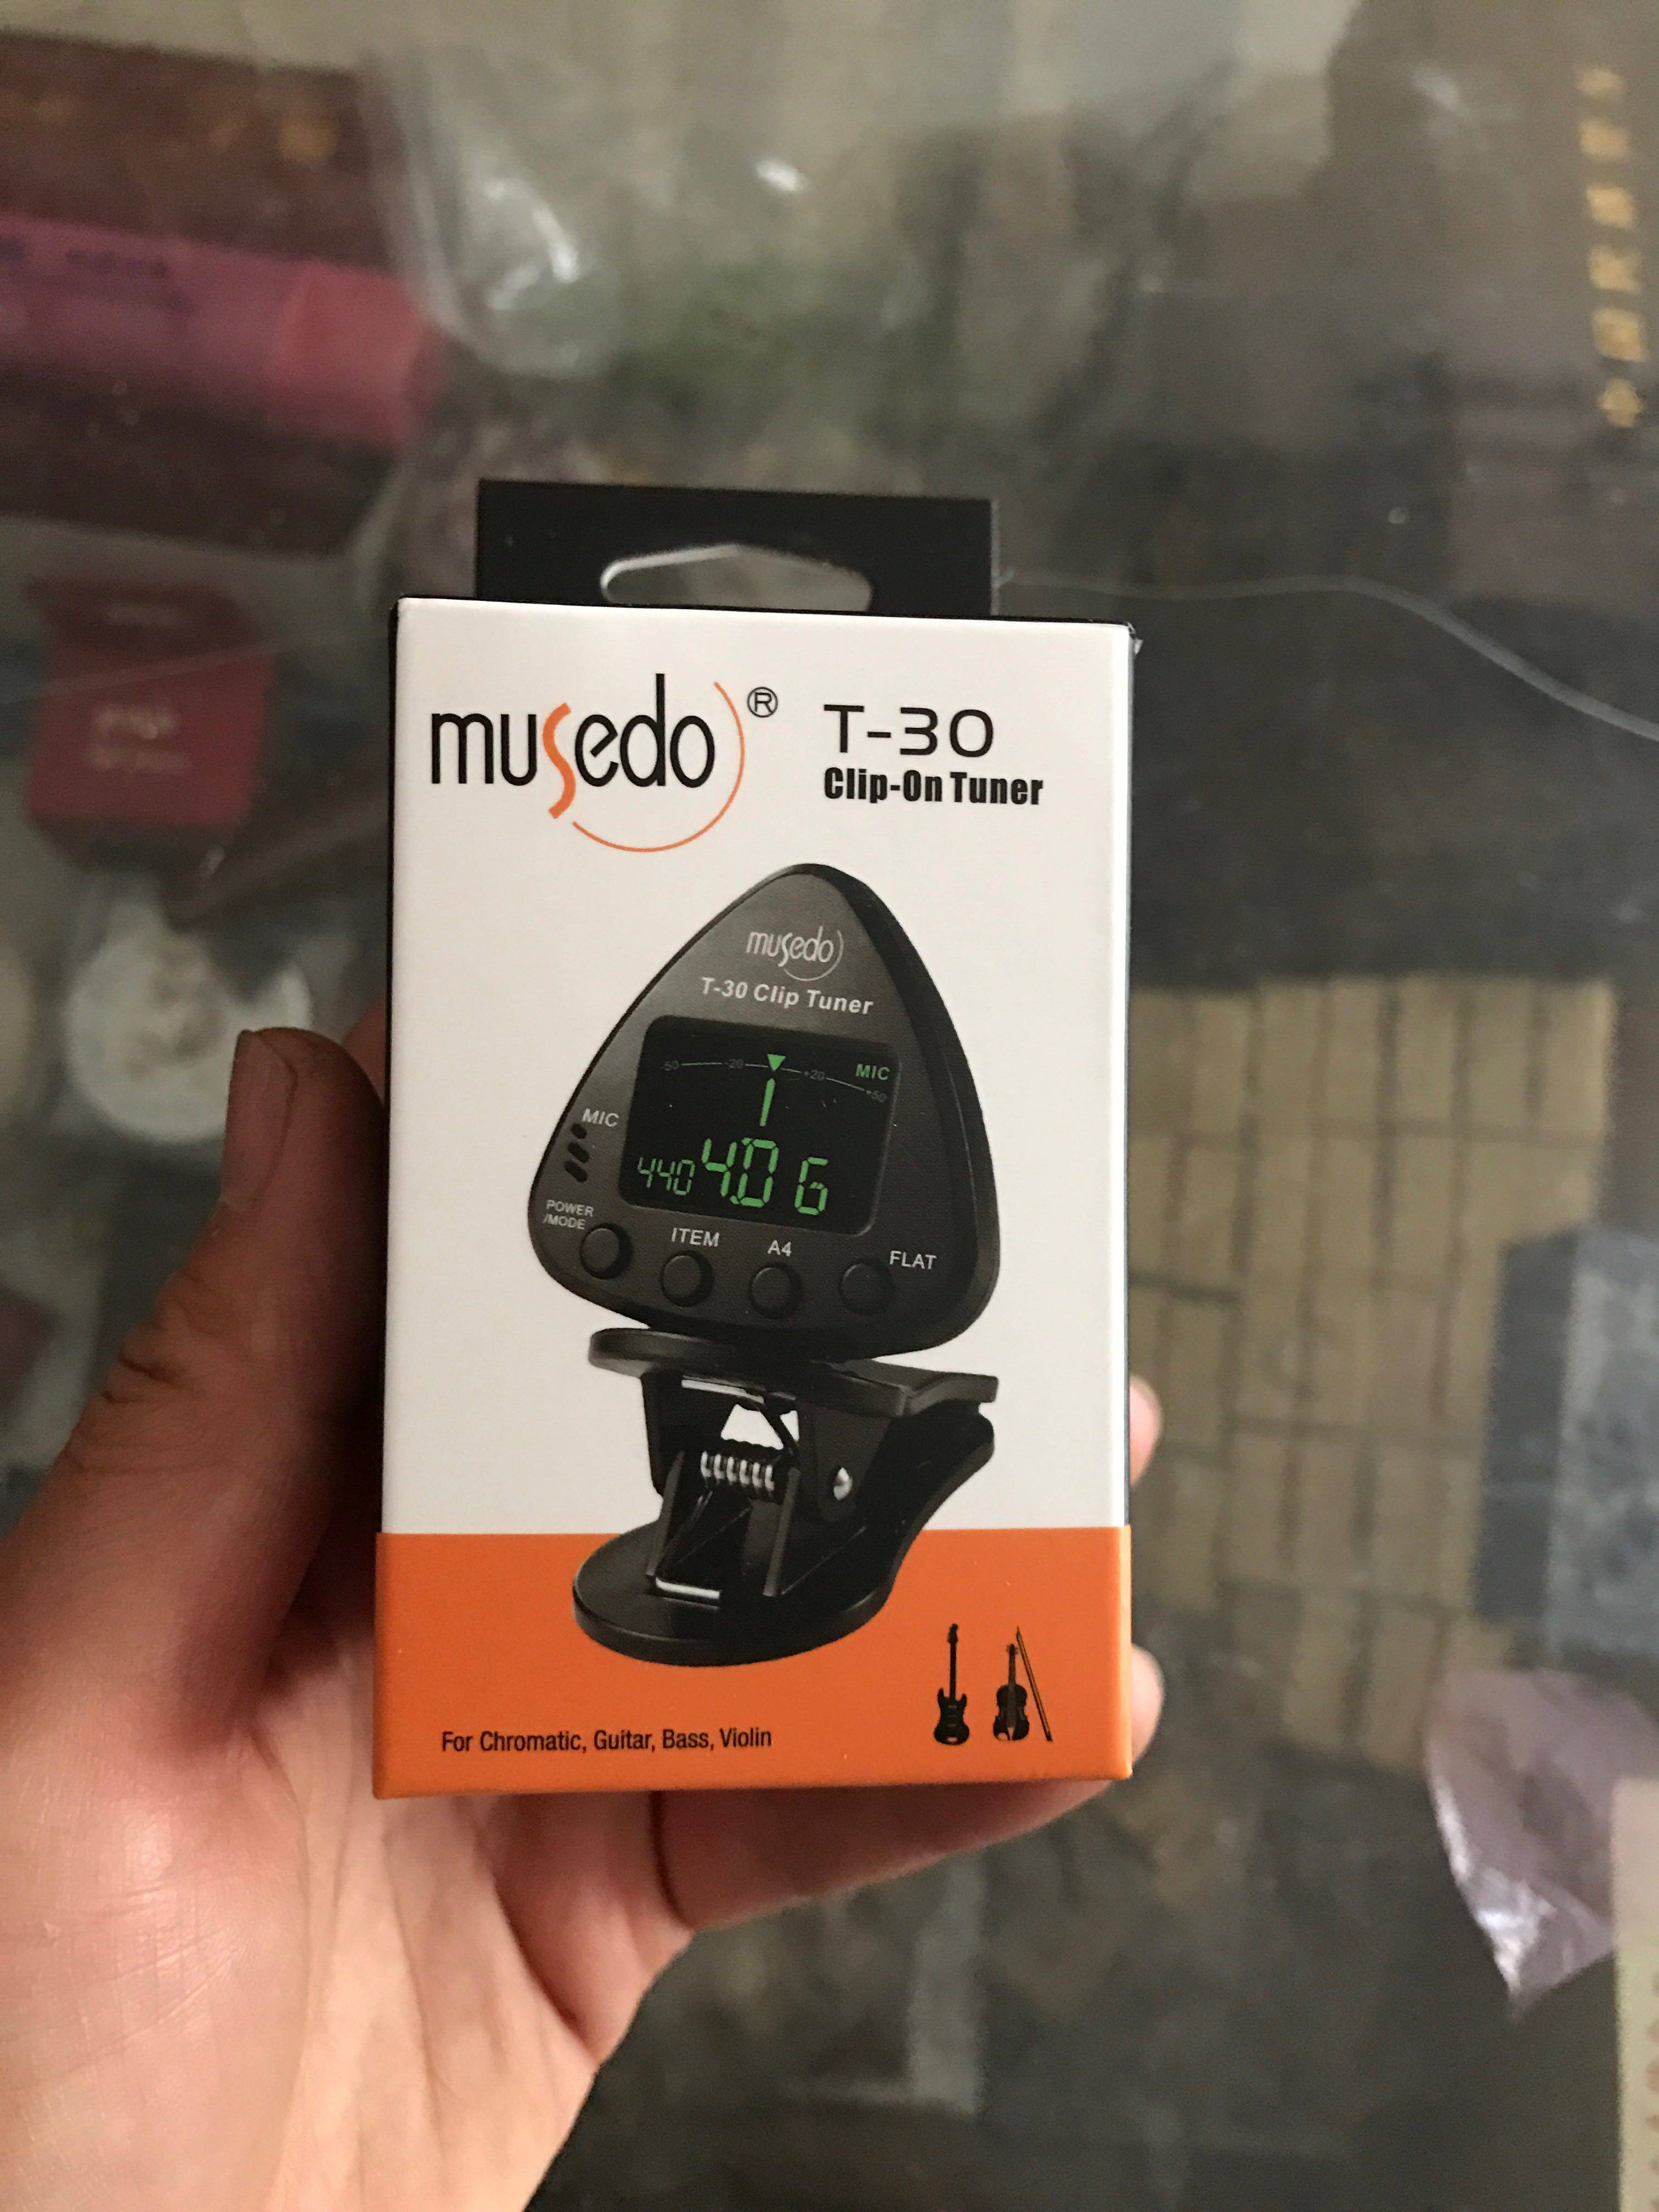 musedo® T-30
Clip-On Tuner
musedo
T-30 Clip Tuner
-50 -20 +20 +50
MIC
MIC
440 4.D G
POWER
/MODE
ITEM
A4
FLAT
For Chromatic, Guitar, Bass, Violin